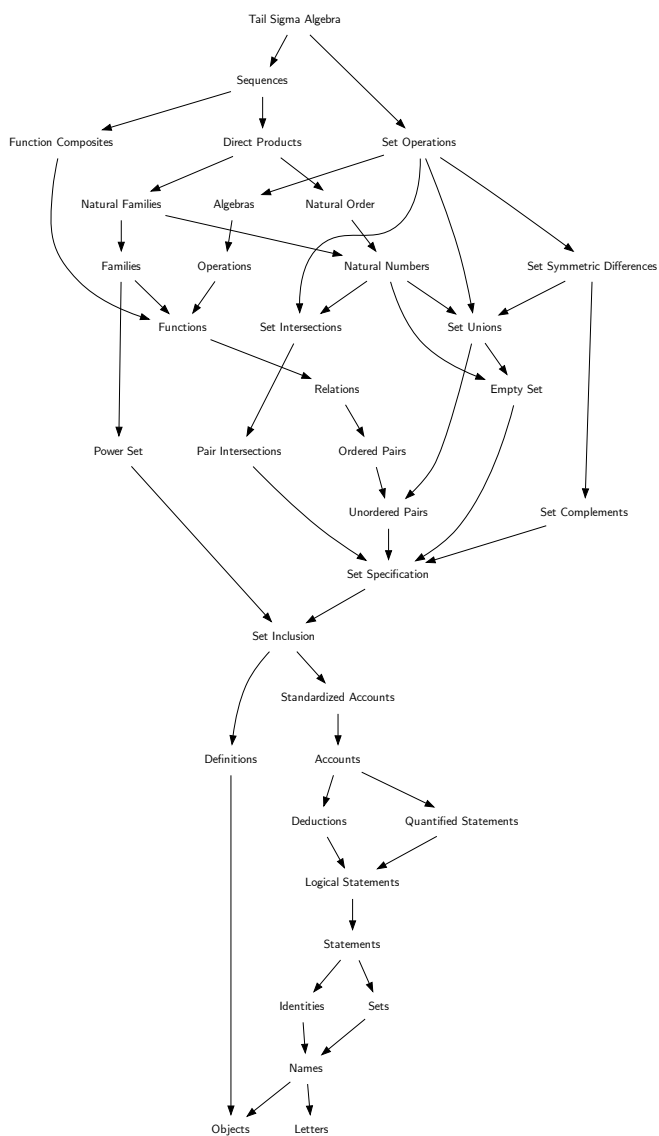 Tail Sigma Algebra
Sequences
Function Composites
Direct Products
Set Operations
Natural Families
Algebras
Natural Order
Families
Operations
Natural Numbers
Set Symmetric Differences
Functions
Set Intersections
Set Unions
Relations
Empty Set
Power Set
Pair Intersections
Ordered Pairs
Unordered Pairs
Set Complements
Set Specification
Set Inclusion
Standardized Accounts
Definitions
Accounts
Deductions
Quantified Statements
Logical Statements
Statements
Identities
Sets
Names
Objects
Letters